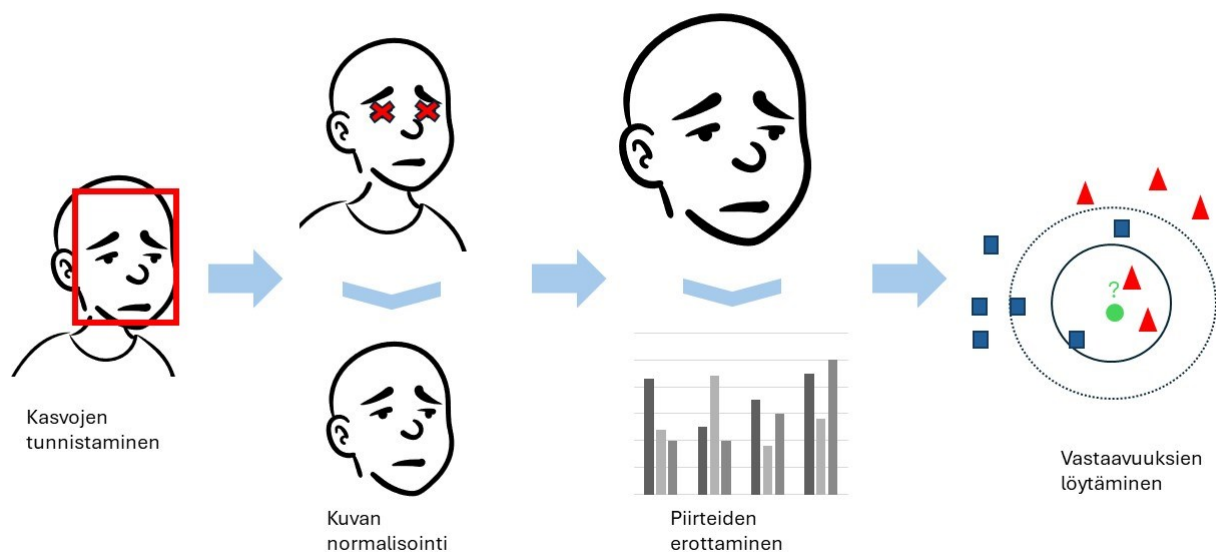 Kasvojen
tunnistaminen
Kuvan
normalisointi
Piirteiden
erottaminen
?
Vastaavuuksien
löytäminen